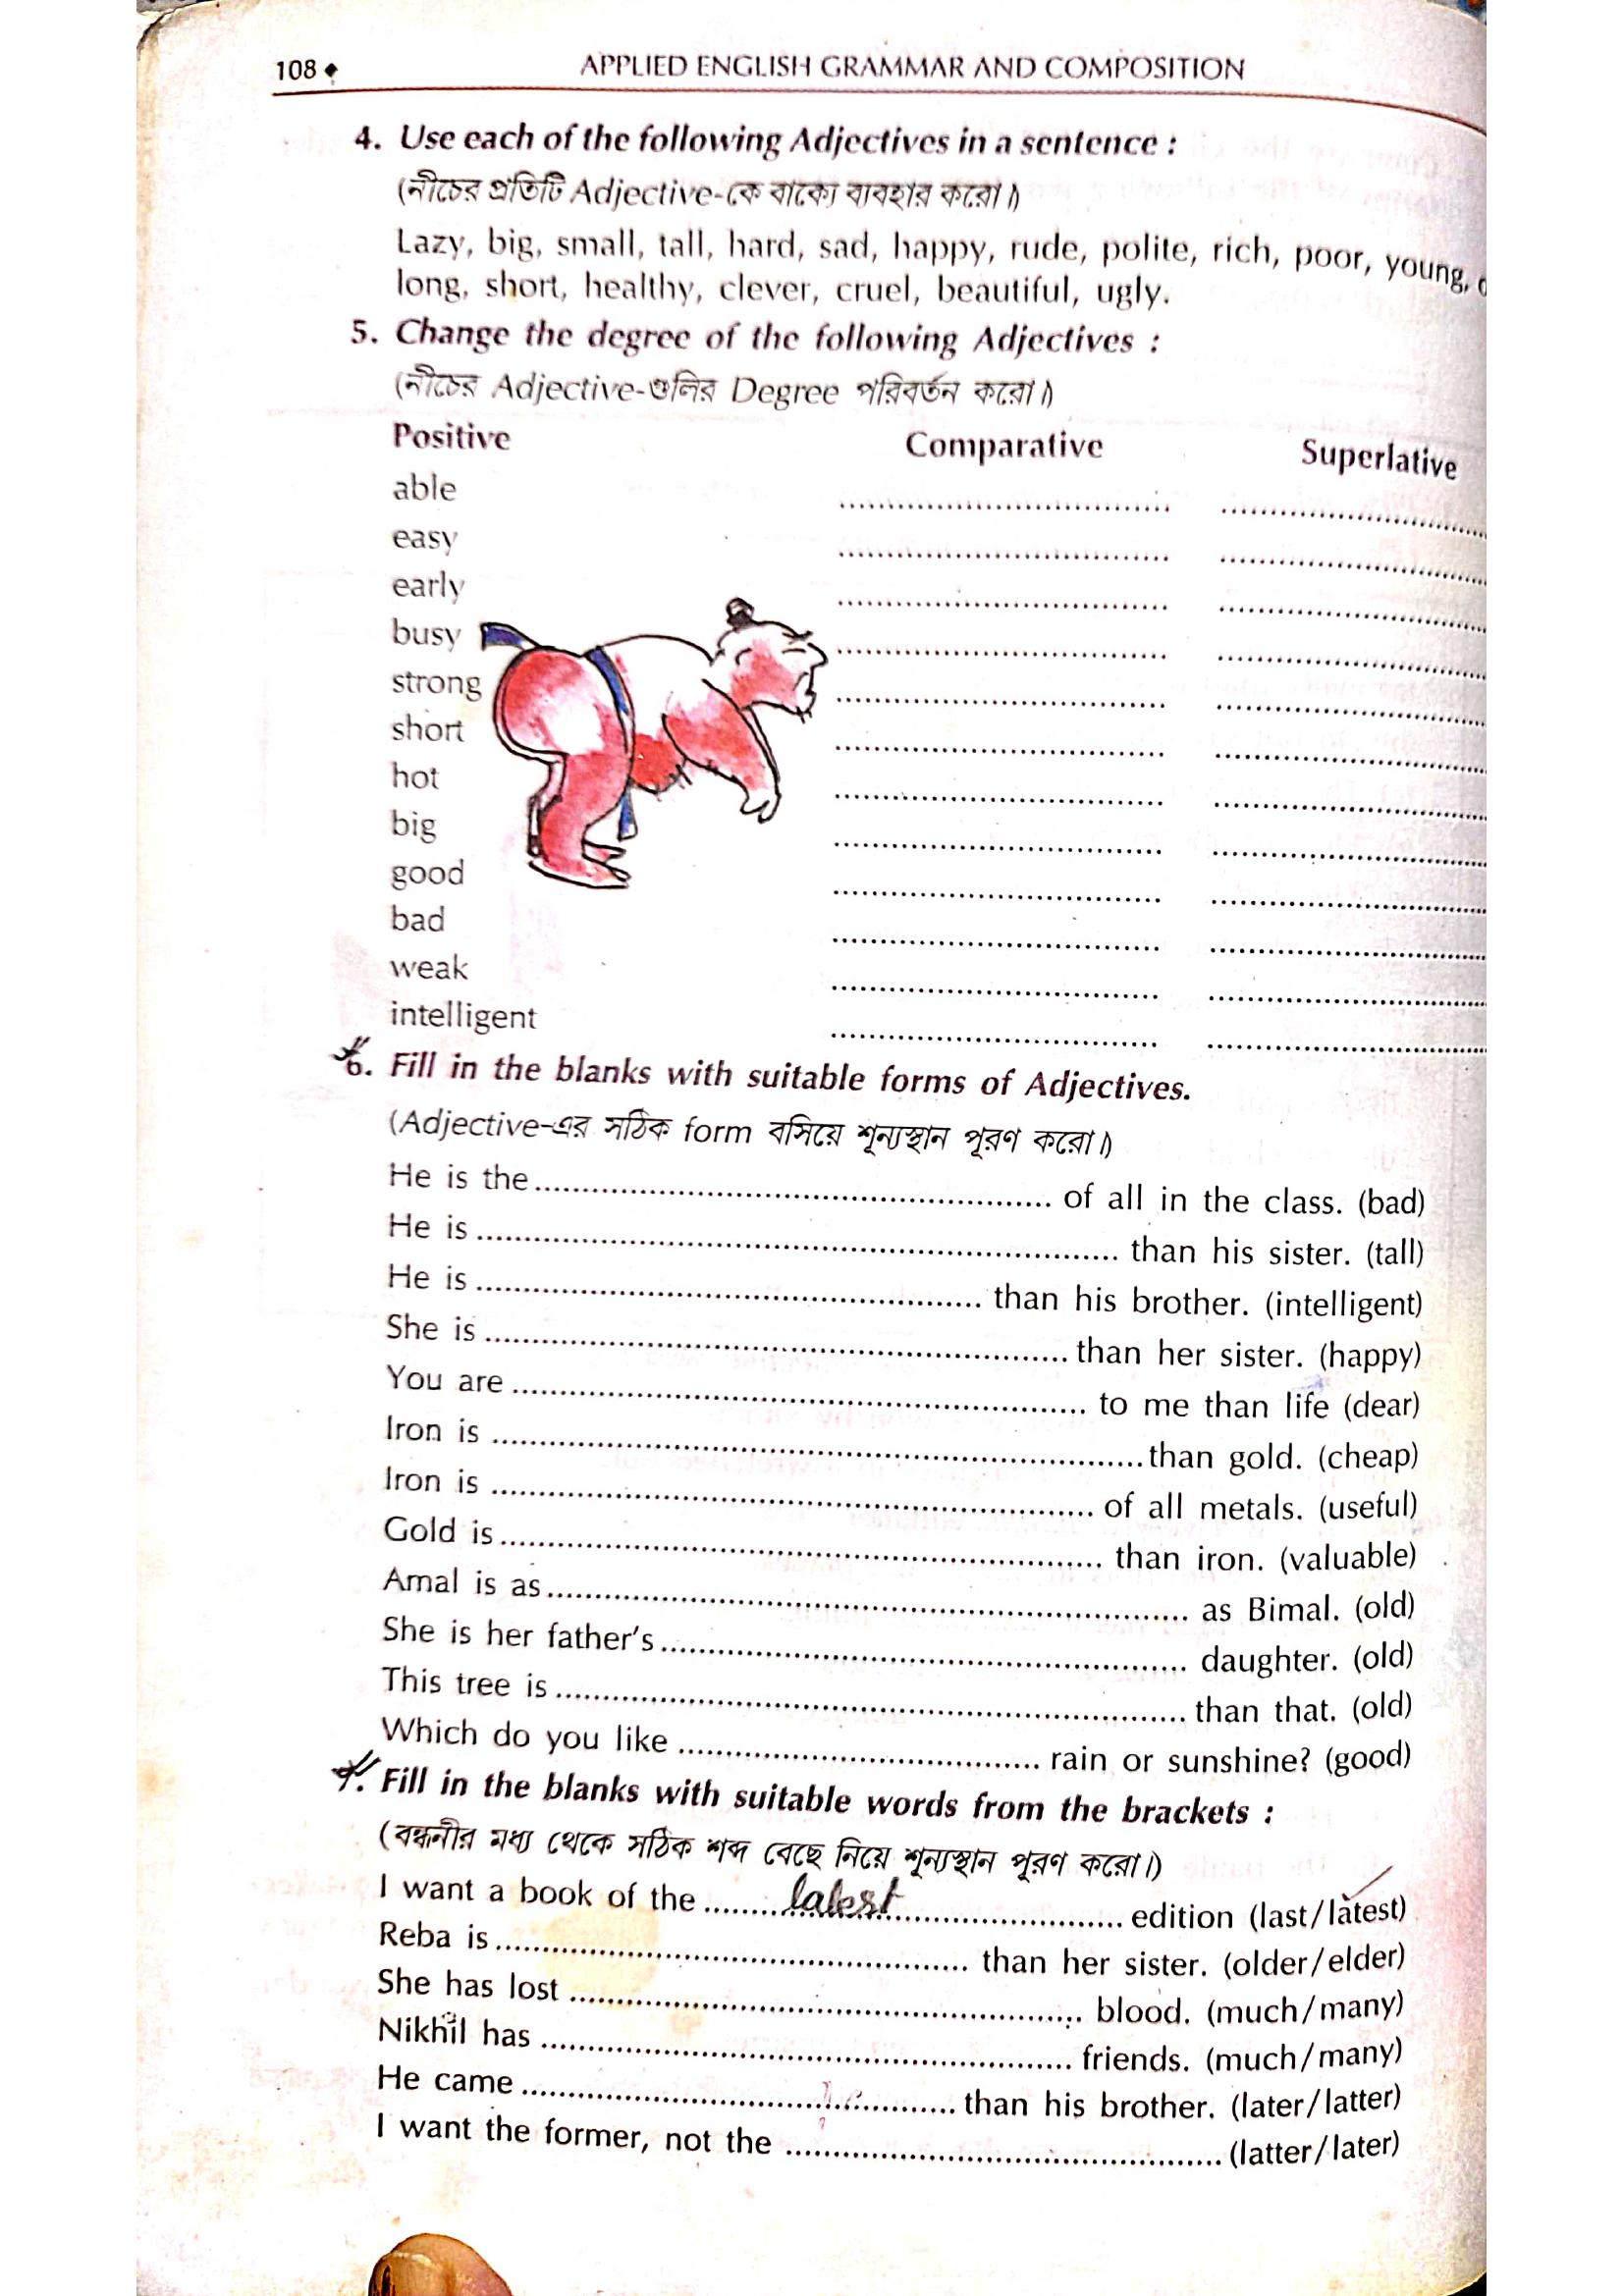 108 ◆ APPLIED ENGLISH GRAMMAR AND COMPOSITION
4. Use each of the following Adjectives in a sentence :
(নীচের প্রতিটি Adjective-কে বাক্যে ব্যবহার করো।)
Lazy, big, small, tall, hard, sad, happy, rude, polite, rich, poor, young,
long, short, healthy, clever, cruel, beautiful, ugly.
5. Change the degree of the following Adjectives :
(নীচের Adjective-গুলির Degree পরিবর্তন করো।)
Positive Comparative Superlative
able .................................. ..............................
easy .................................. ..............................
early .................................. ..............................
busy .................................. ..............................
strong .................................. ..............................
short .................................. ..............................
hot .................................. ..............................
big .................................. ..............................
good .................................. ..............................
bad .................................. ..............................
weak .................................. ..............................
intelligent .................................. ..............................
6. Fill in the blanks with suitable forms of Adjectives.
(Adjective-এর সঠিক form বসিয়ে শূন্যস্থান পূরণ করো।)
He is the .................................. of all in the class. (bad)
He is .................................. than his sister. (tall)
He is .................................. than his brother. (intelligent)
She is .................................. than her sister. (happy)
You are .................................. to me than life (dear)
Iron is .................................. than gold. (cheap)
Iron is .................................. of all metals. (useful)
Gold is .................................. than iron. (valuable)
Amal is as .................................. as Bimal. (old)
She is her father's .................................. daughter. (old)
This tree is .................................. than that. (old)
Which do you like .................................. rain or sunshine? (good)
7. Fill in the blanks with suitable words from the brackets :
(বন্ধনীর মধ্য থেকে সঠিক শব্দ বেছে নিয়ে শূন্যস্থান পূরণ করো।)
I want a book of the ........ latest ........ edition (last/latest)
Reba is .................................. than her sister. (older/elder)
She has lost .................................. blood. (much/many)
Nikhil has .................................. friends. (much/many)
He came .................................. than his brother. (later/latter)
I want the former, not the .................................. (latter/later)